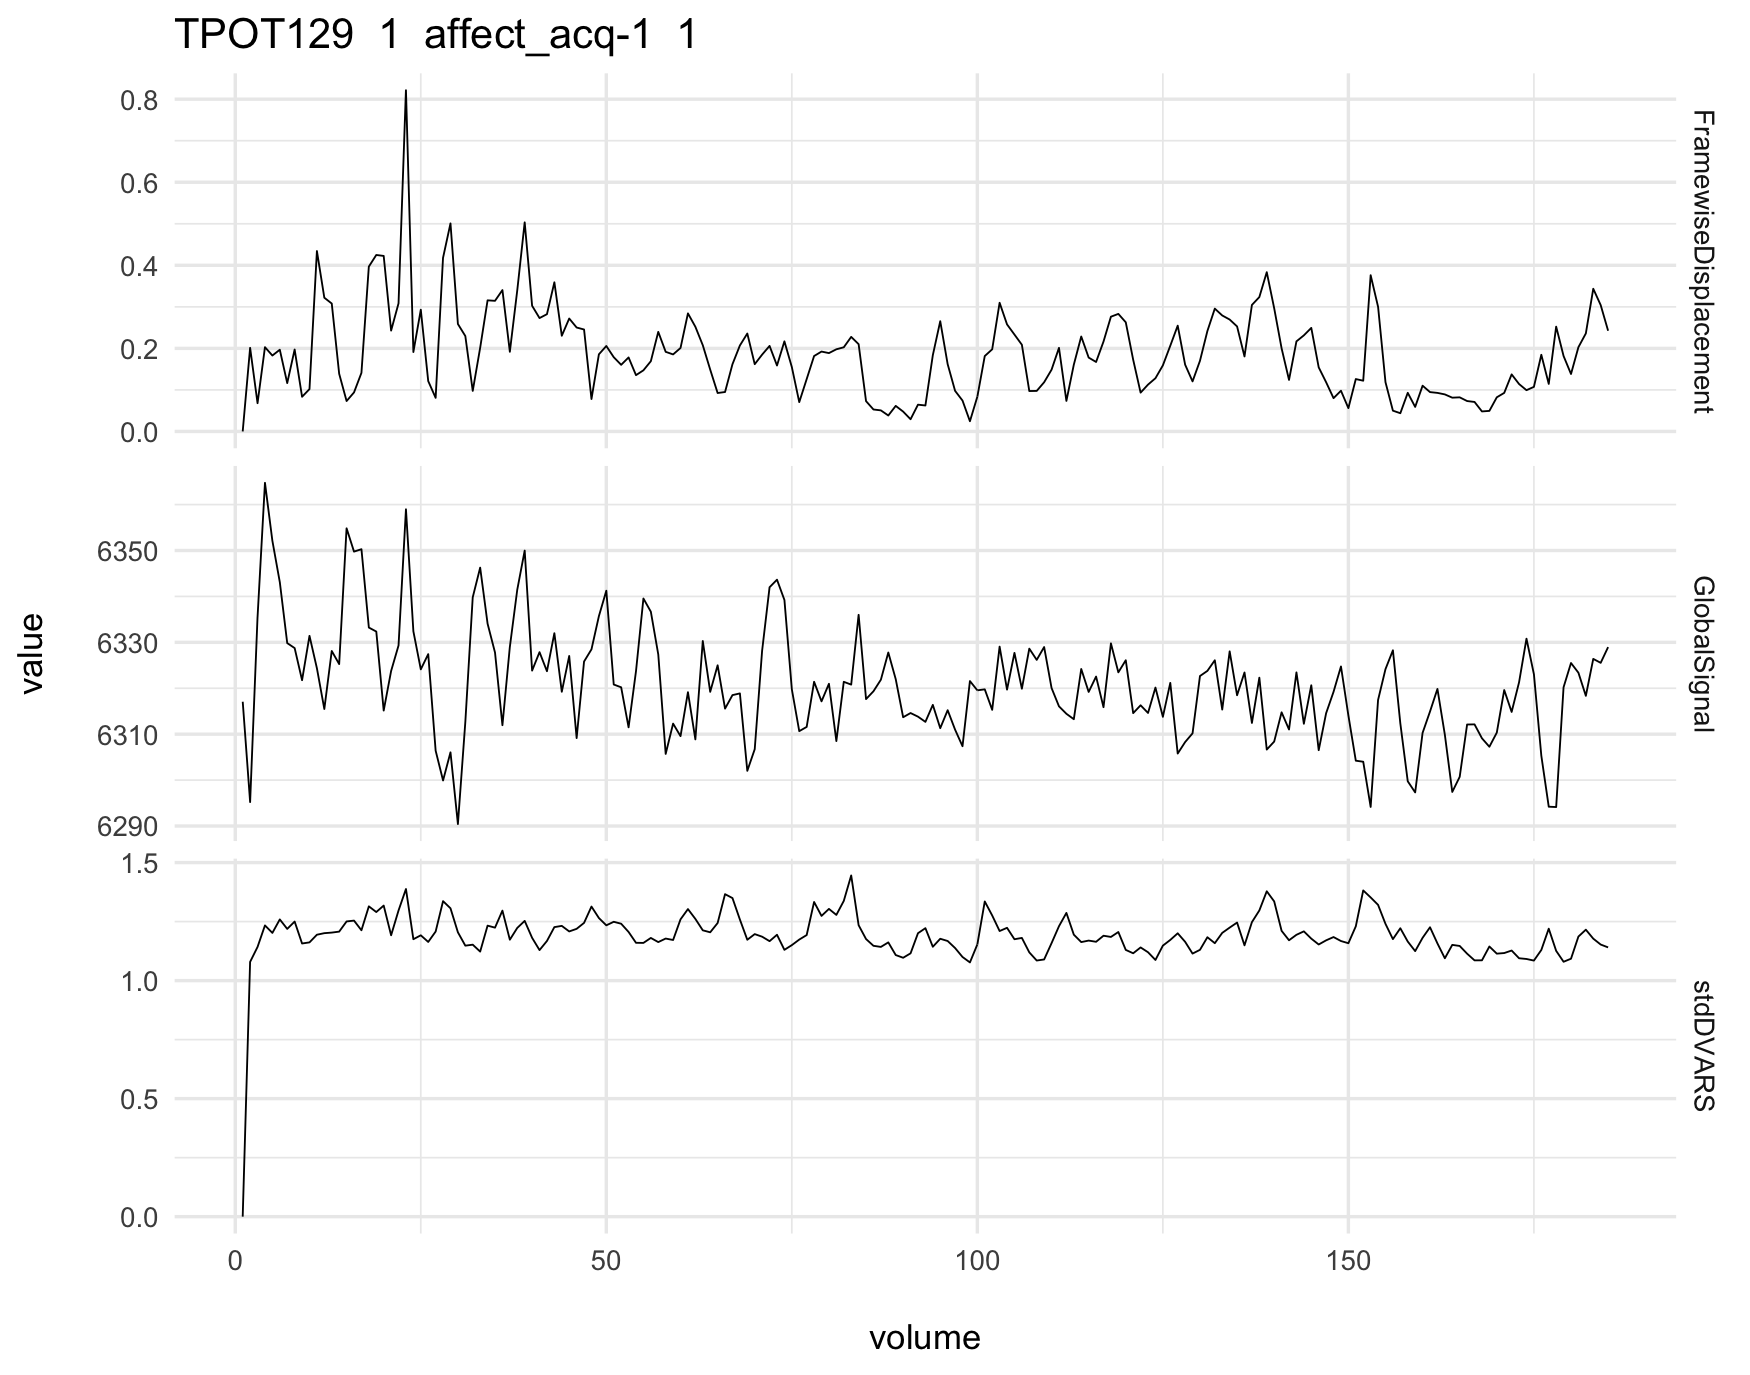 TPOT129 1 affect_acq-1 1
0.8
0.6
0.4
0.2
0.0
FramewiseDisplacement
6350
6330
6310
6290
GlobalSignal
1.5
1.0
0.5
0.0
stdDVARS
value
0 50 100 150
volume